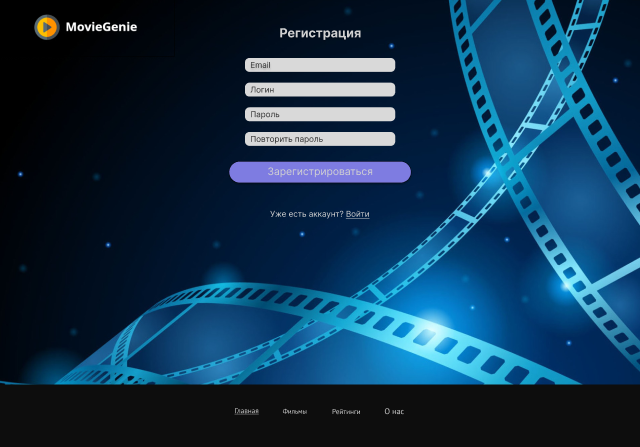 MovieGenie
Регистрация
Email
Логин
Пароль
Повторить пароль
Зарегистрироваться
Уже есть аккаунт? Войти
Главная Фильмы Рейтинги О нас